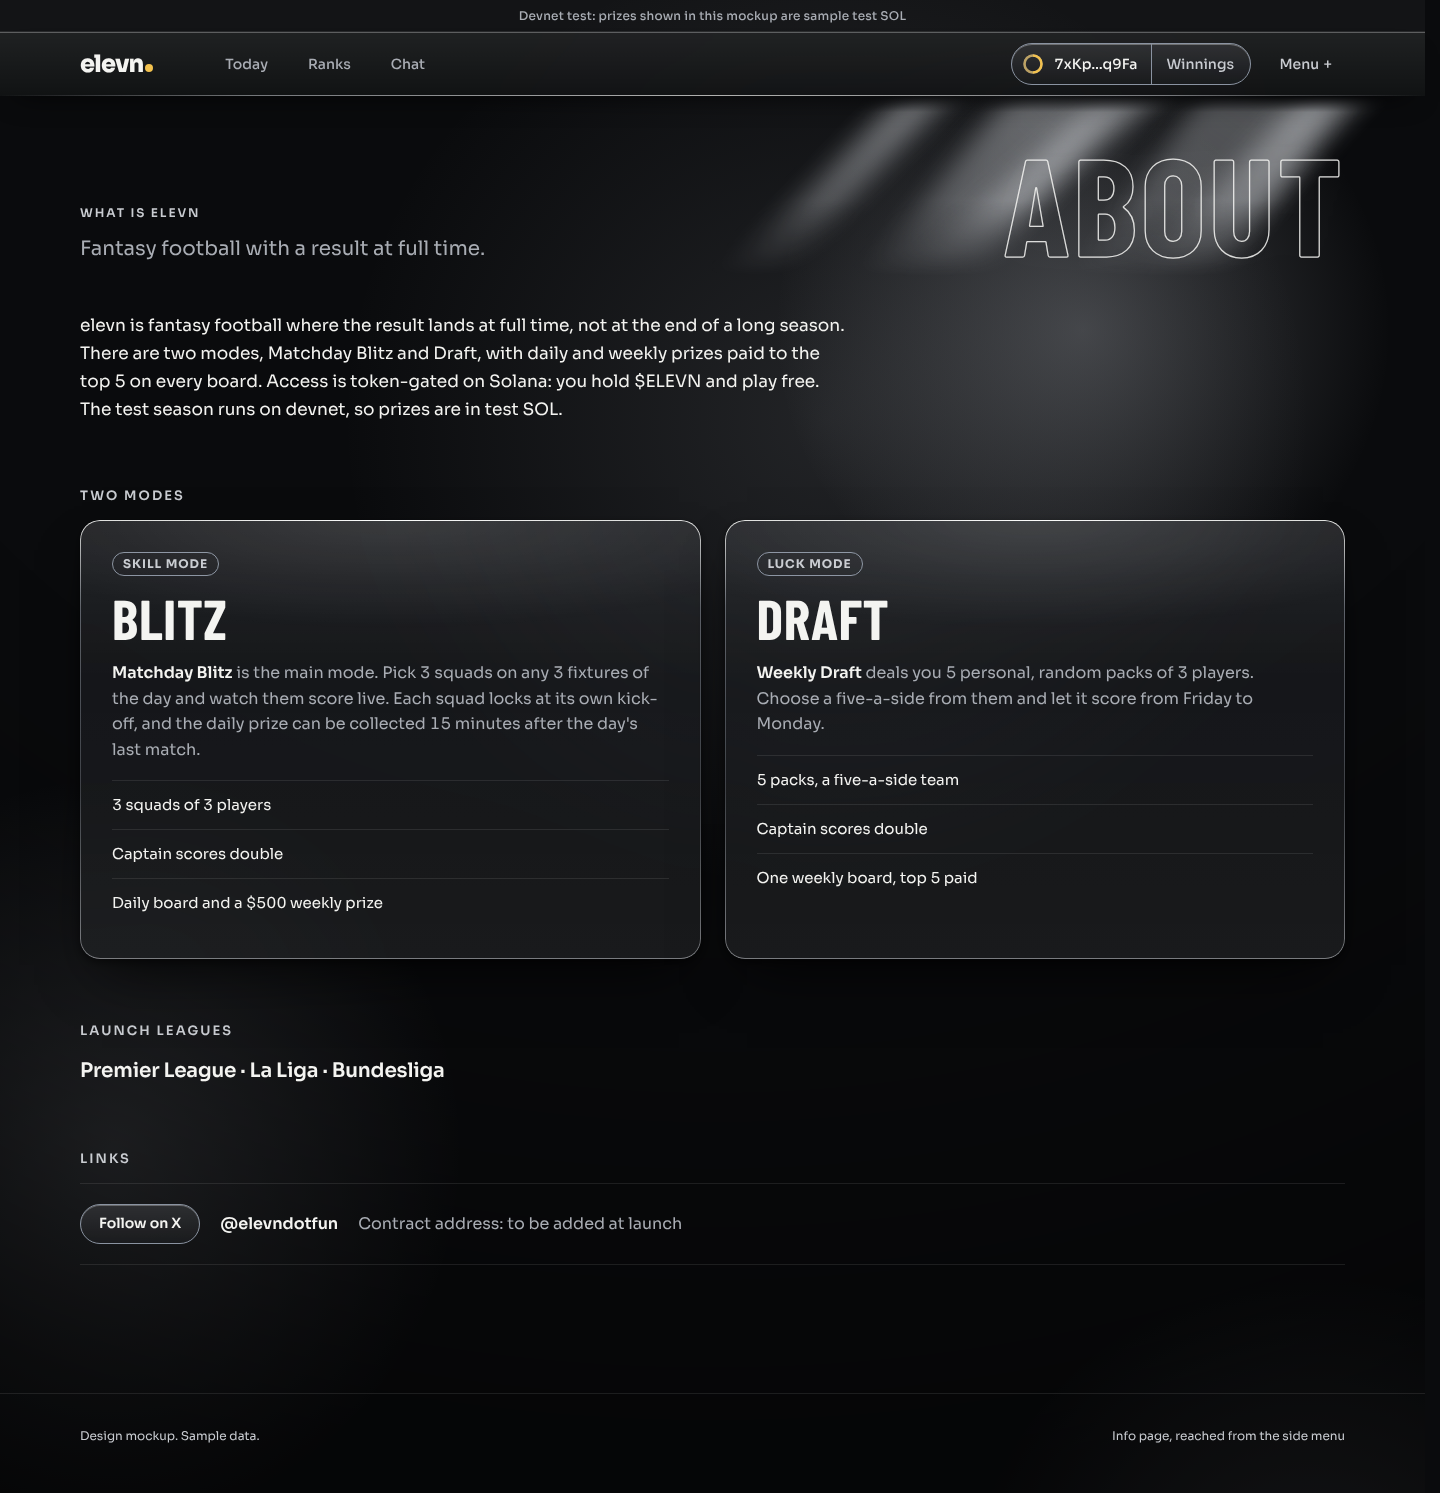 Devnet test: prizes shown in this mockup are sample test SOL
elevn.
Today
Ranks
Chat
7xKp...q9Fa
Winnings
Menu +
ABOUT
WHAT IS ELEVN
Fantasy football with a result at full time.
elevn is fantasy football where the result lands at full time, not at the end of a long season.
There are two modes, Matchday Blitz and Draft, with daily and weekly prizes paid to the
top 5 on every board. Access is token-gated on Solana: you hold $ELEVN and play free.
The test season runs on devnet, so prizes are in test SOL.
TWO MODES
SKILL MODE
BLITZ
Matchday Blitz is the main mode. Pick 3 squads on any 3 fixtures of
the day and watch them score live. Each squad locks at its own kick-
off, and the daily prize can be collected 15 minutes after the day's
last match.
3 squads of 3 players
Captain scores double
Daily board and a $500 weekly prize
LUCK MODE
DRAFT
Weekly Draft deals you 5 personal, random packs of 3 players.
Choose a five-a-side from them and let it score from Friday to
Monday.
5 packs, a five-a-side team
Captain scores double
One weekly board, top 5 paid
LAUNCH LEAGUES
Premier League · La Liga · Bundesliga
LINKS
Follow on X
@elevndotfun
Contract address: to be added at launch
Design mockup. Sample data.
Info page, reached from the side menu